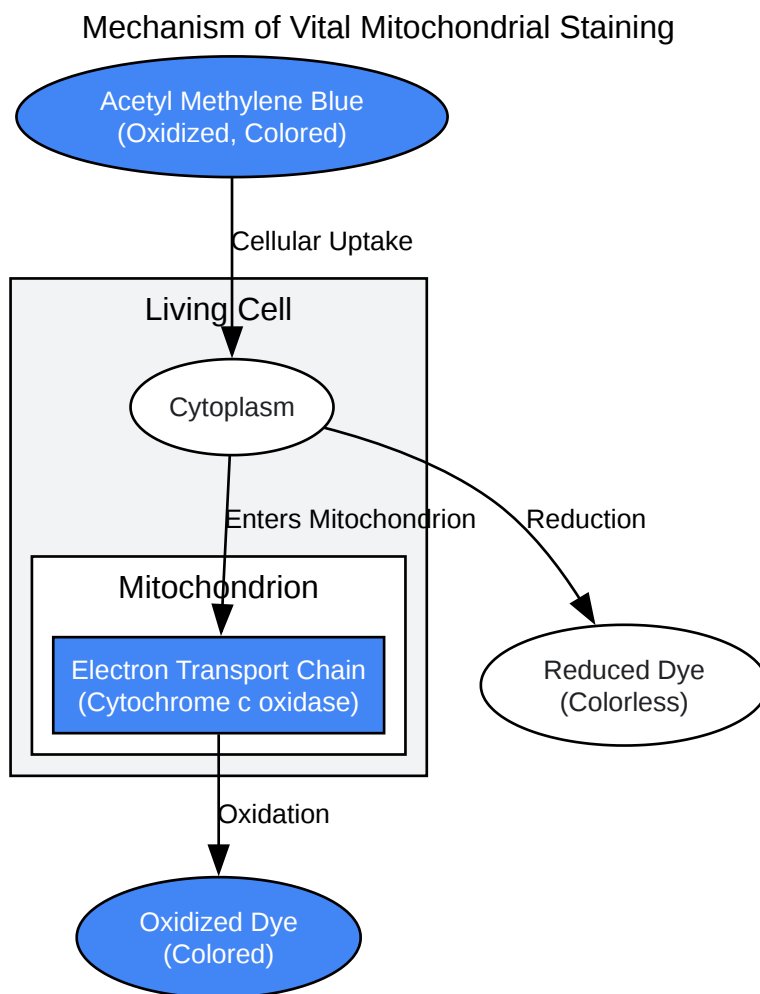 Mechanism of Vital Mitochondrial Staining
Acetyl Methylene Blue
(Oxidized, Colored)
Cellular Uptake
Living Cell
Cytoplasm
Enters Mitochondrion
Reduction
Mitochondrion
Electron Transport Chain
(Cytochrome c oxidase)
Reduced Dye
(Colorless)
Oxidation
Oxidized Dye
(Colored)